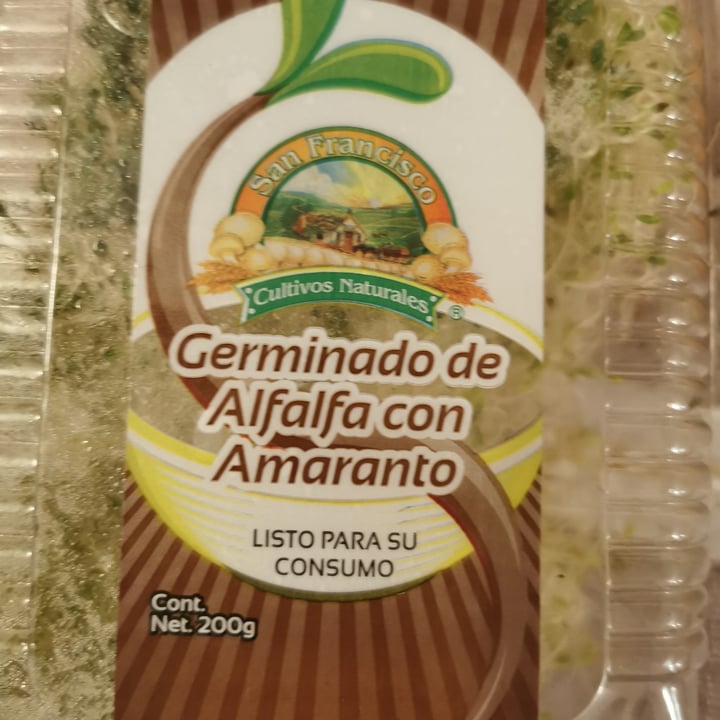 San Francisco
Cultivos Naturales
®
Germinado de
Alfalfa con
Amaranto
LISTO PARA SU
CONSUMO
Cont.
Net. 200g